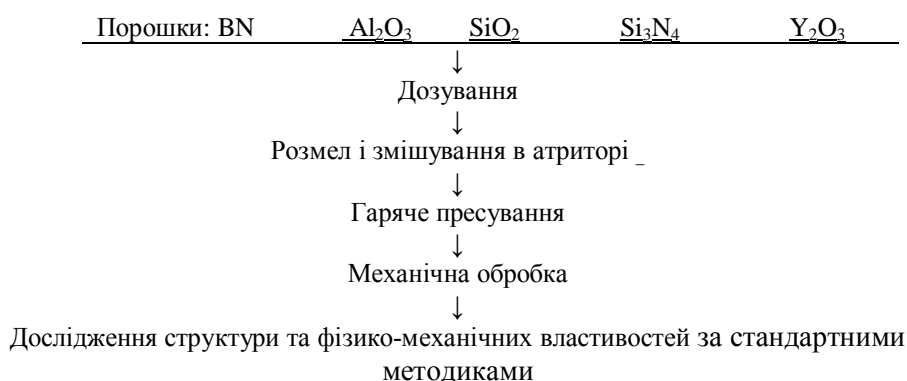 Порошки: BN Al₂O₃ SiO₂ Si₃N₄ Y₂O₃
↓
Дозування
↓
Розмел і змішування в атриторі _
↓
Гаряче пресування
↓
Механічна обробка
↓
Дослідження структури та фізико-механічних властивостей за стандартними
методиками